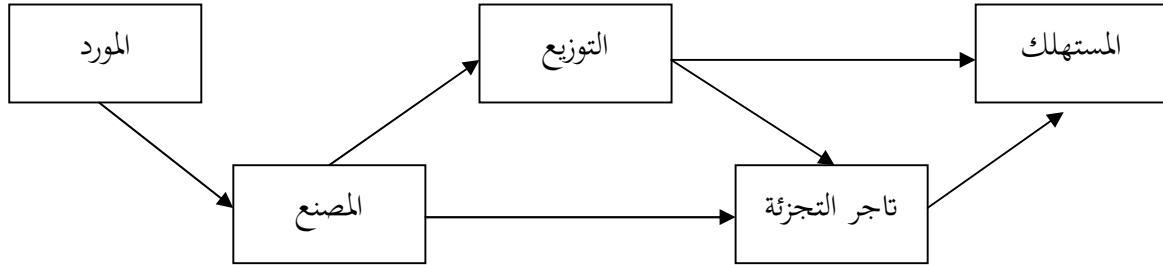 المورد
التوزيع
المستهلك
المصنع
تاجر التجزئة